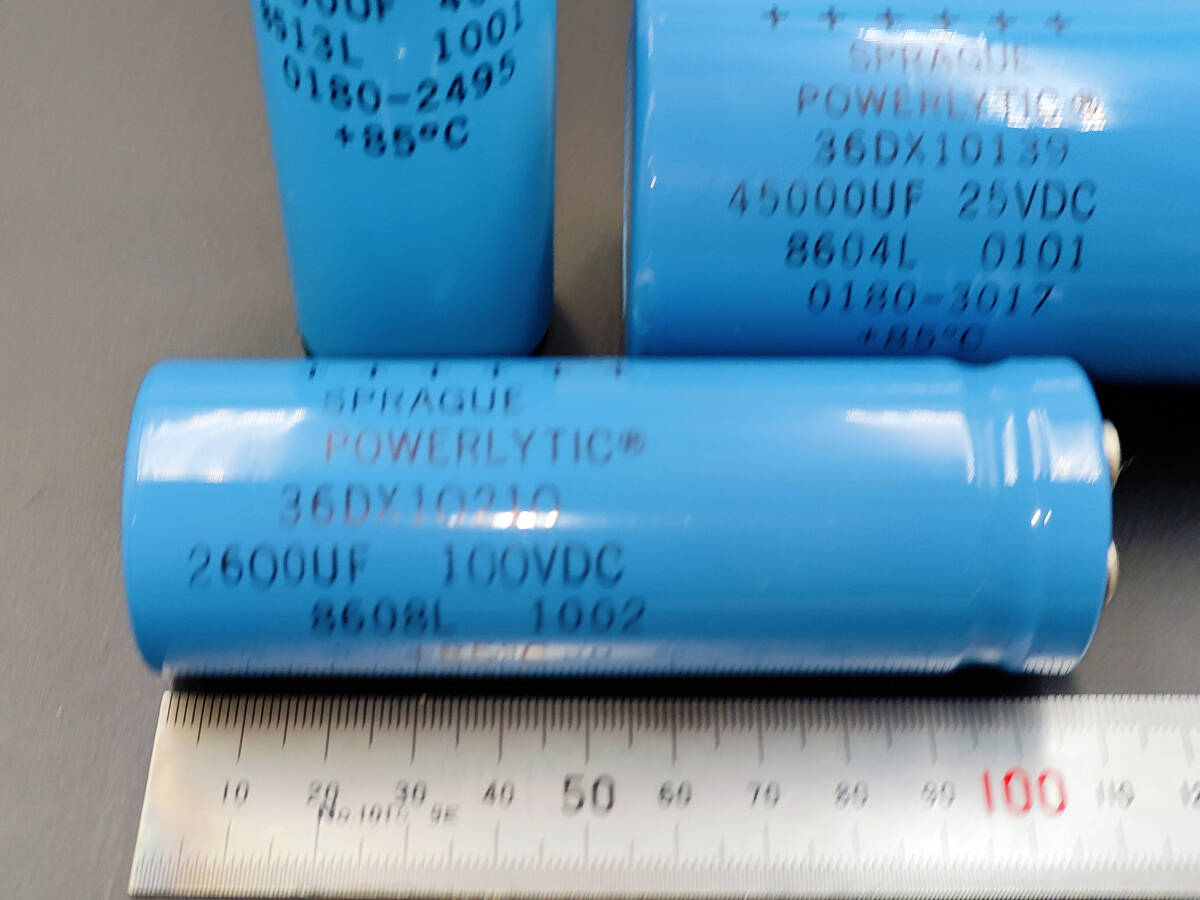 8513L 1001
0180-2495
+85°C
+ + + + + +
SPRAGUE
POWERLYTIC®
36DX10139
45000UF 25VDC
8604L 0101
0180-3017
+85°C
+ + + + + +
SPRAGUE
POWERLYTIC®
36DX10210
2600UF 100VDC
8608L 1002
10 20 30 40 50 60 70 80 90 100 110